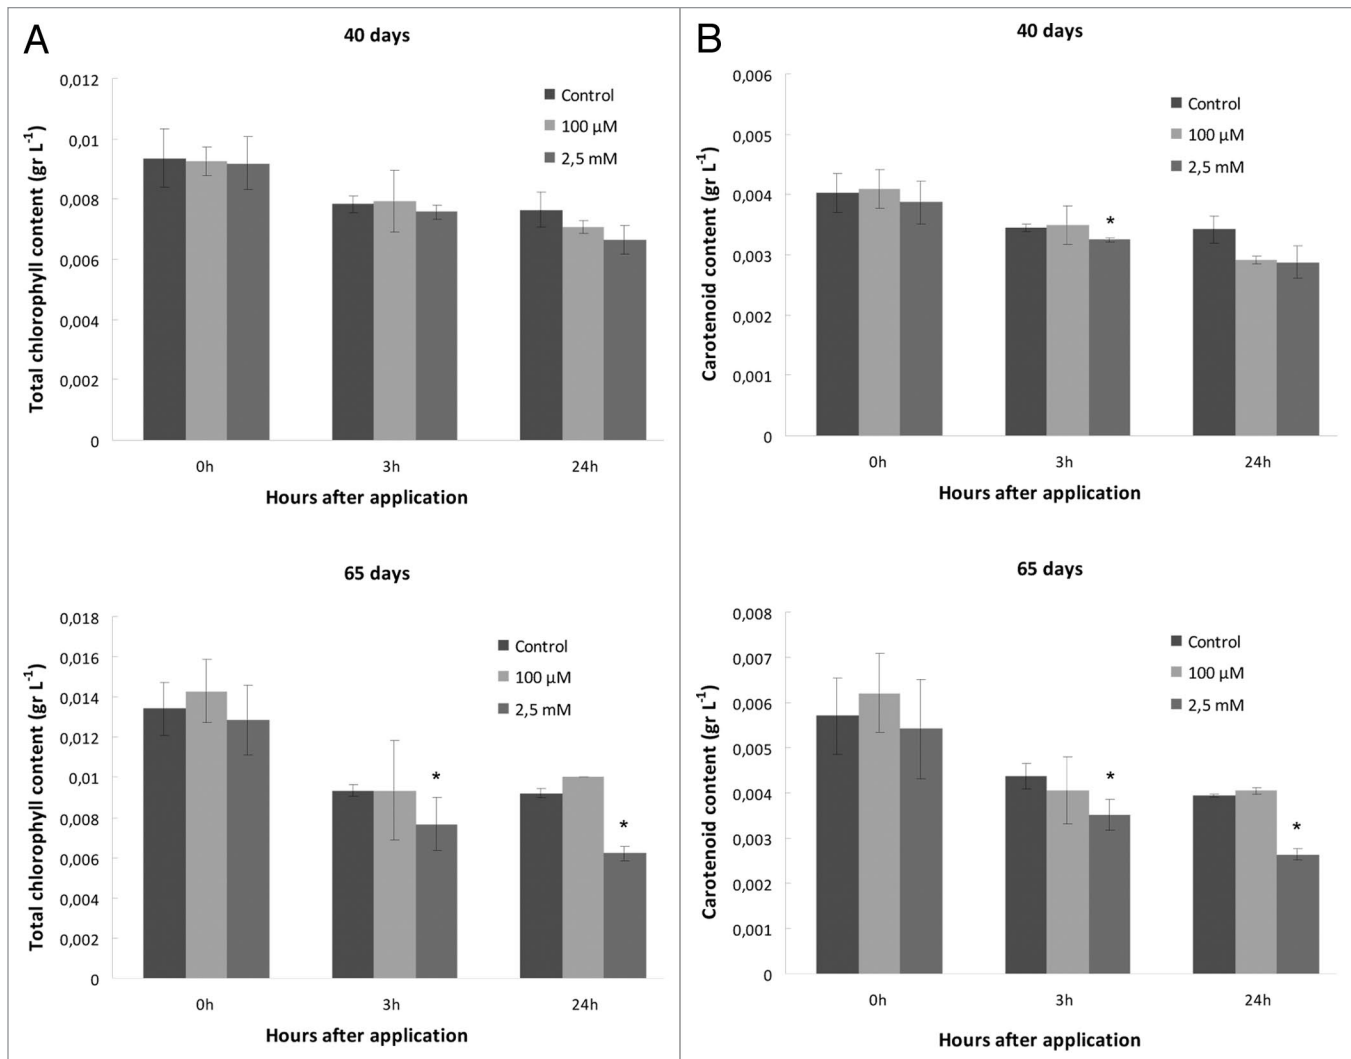 A
40 days
Total chlorophyll content (gr L-1)
0,012
0,01
0,008
0,006
0,004
0,002
0
Control
100 µM
2,5 mM
0h 3h 24h
Hours after application
65 days
Total chlorophyll content (gr L-1)
0,018
0,016
0,014
0,012
0,01
0,008
0,006
0,004
0,002
0
Control
100 µM
2,5 mM
*
*
0h 3h 24h
Hours after application
B
40 days
Carotenoid content (gr L-1)
0,006
0,005
0,004
0,003
0,002
0,001
0
Control
100 µM
2,5 mM
*
0h 3h 24h
Hours after application
65 days
Carotenoid content (gr L-1)
0,008
0,007
0,006
0,005
0,004
0,003
0,002
0,001
0
Control
100 µM
2,5 mM
*
*
0h 3h 24h
Hours after application